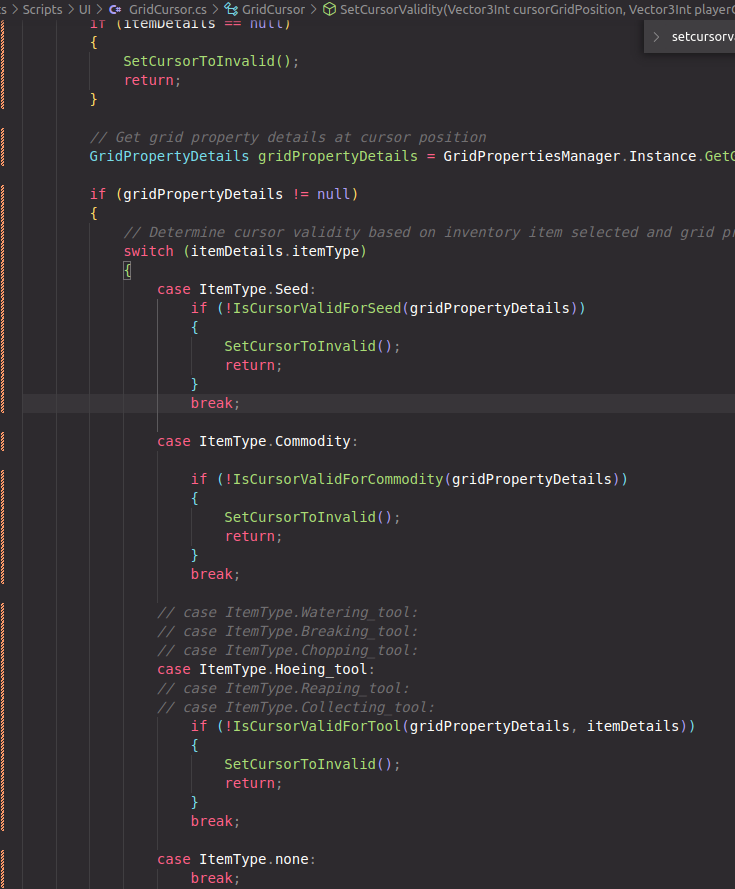 s > Scripts > UI > C# GridCursor.cs > GridCursor > SetCursorValidity(Vector3Int cursorGridPosition, Vector3Int player
setcursorv
if (itemDetails == null)
{
SetCursorToInvalid();
return;
}
// Get grid property details at cursor position
GridPropertyDetails gridPropertyDetails = GridPropertiesManager.Instance.Get
if (gridPropertyDetails != null)
{
// Determine cursor validity based on inventory item selected and grid pr
switch (itemDetails.itemType)
{
case ItemType.Seed:
if (!IsCursorValidForSeed(gridPropertyDetails))
{
SetCursorToInvalid();
return;
}
break;
case ItemType.Commodity:
if (!IsCursorValidForCommodity(gridPropertyDetails))
{
SetCursorToInvalid();
return;
}
break;
// case ItemType.Watering_tool:
// case ItemType.Breaking_tool:
// case ItemType.Chopping_tool:
case ItemType.Hoeing_tool:
// case ItemType.Reaping_tool:
// case ItemType.Collecting_tool:
if (!IsCursorValidForTool(gridPropertyDetails, itemDetails))
{
SetCursorToInvalid();
return;
}
break;
case ItemType.none:
break;